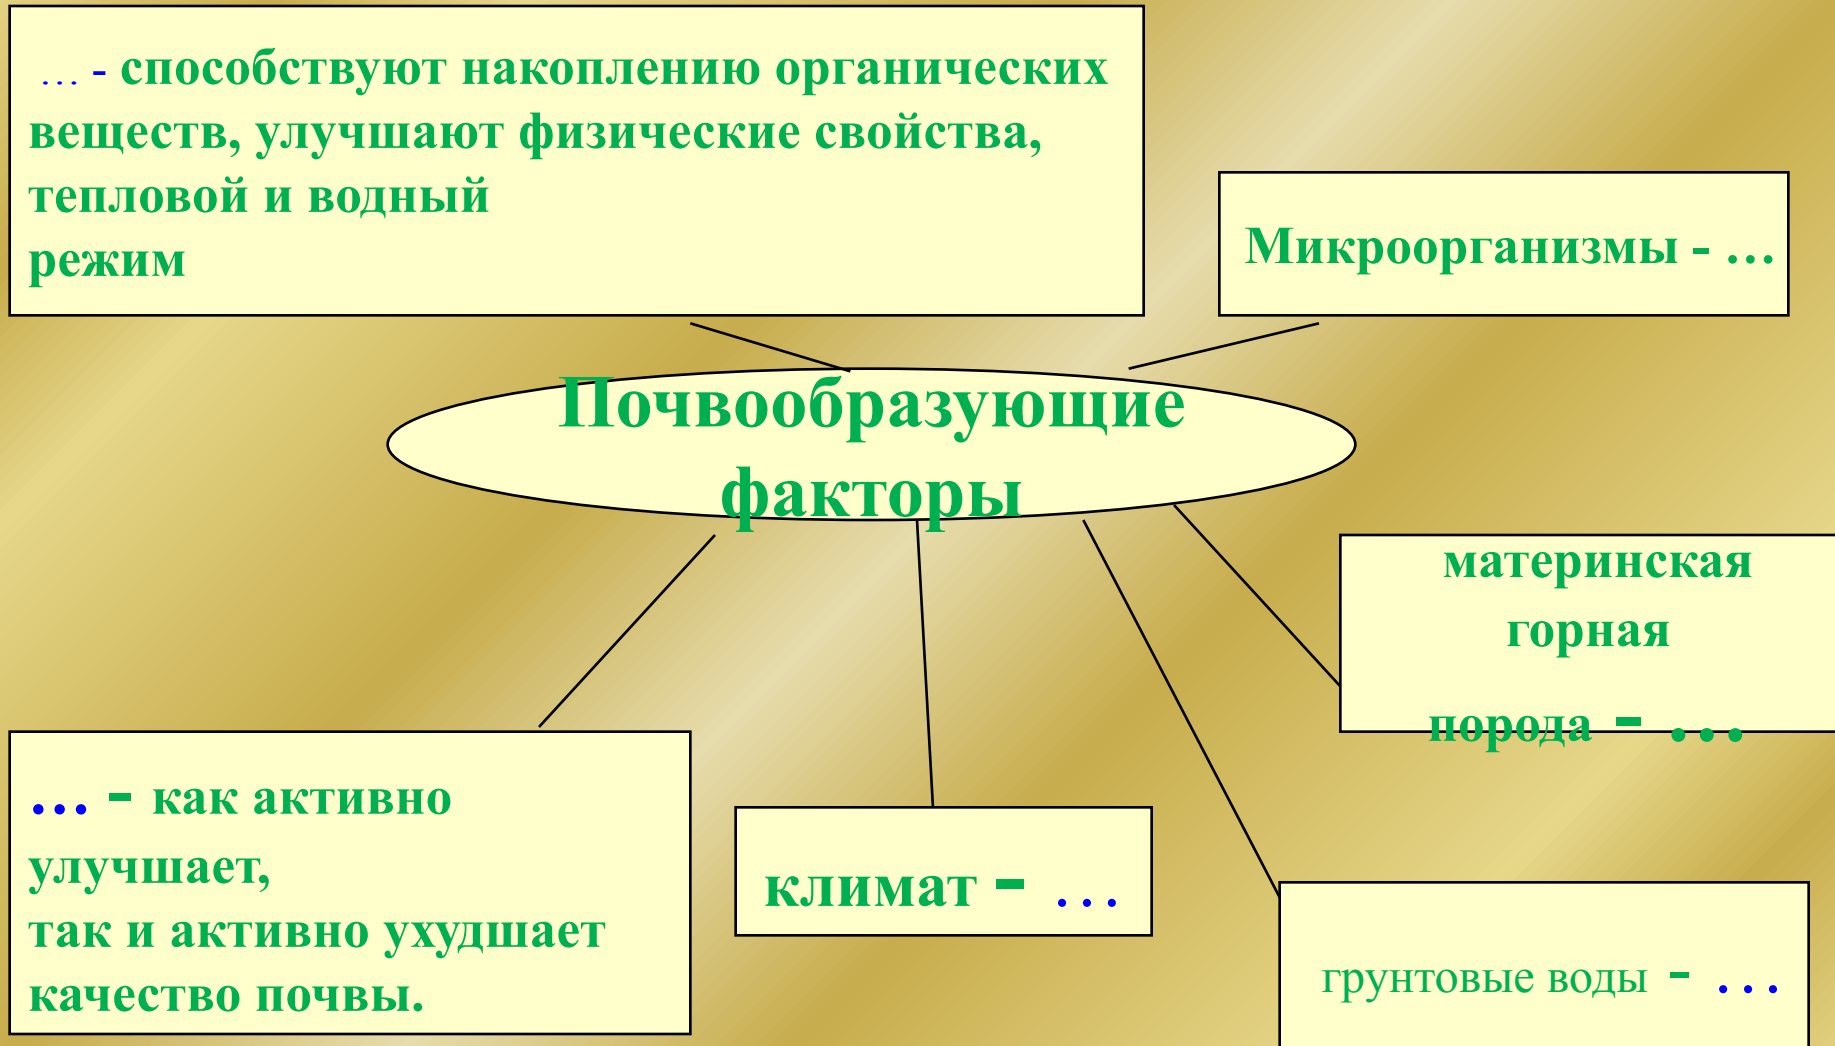 … - способствуют накоплению органических
веществ, улучшают физические свойства,
тепловой и водный
режим
Микроорганизмы - …
Почвообразующие
факторы
материнская
горная
порода - …
… - как активно
улучшает,
так и активно ухудшает
качество почвы.
климат - …
грунтовые воды - …